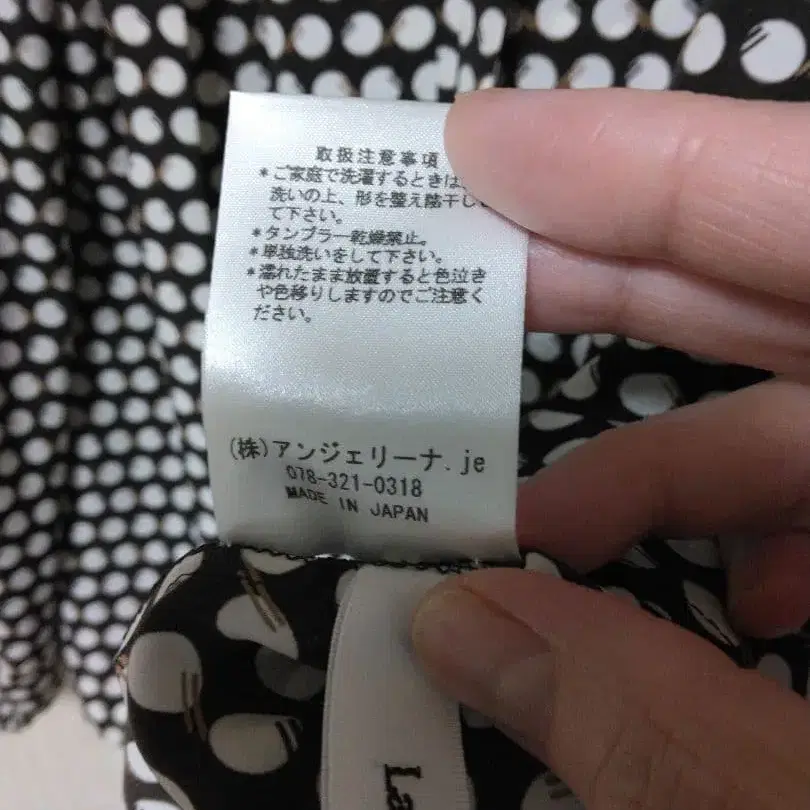 取扱注意事項
*ご家庭で洗濯するときは
洗いの上、形を整え陰干し
て下さい。
*タンブラー乾燥禁止。
*単独洗いをして下さい。
*濡れたまま放置すると色泣き
や色移りしますのでご注意く
ださい。
(株)アンジェリーナ.je
078-321-0318
MADE IN JAPAN
La